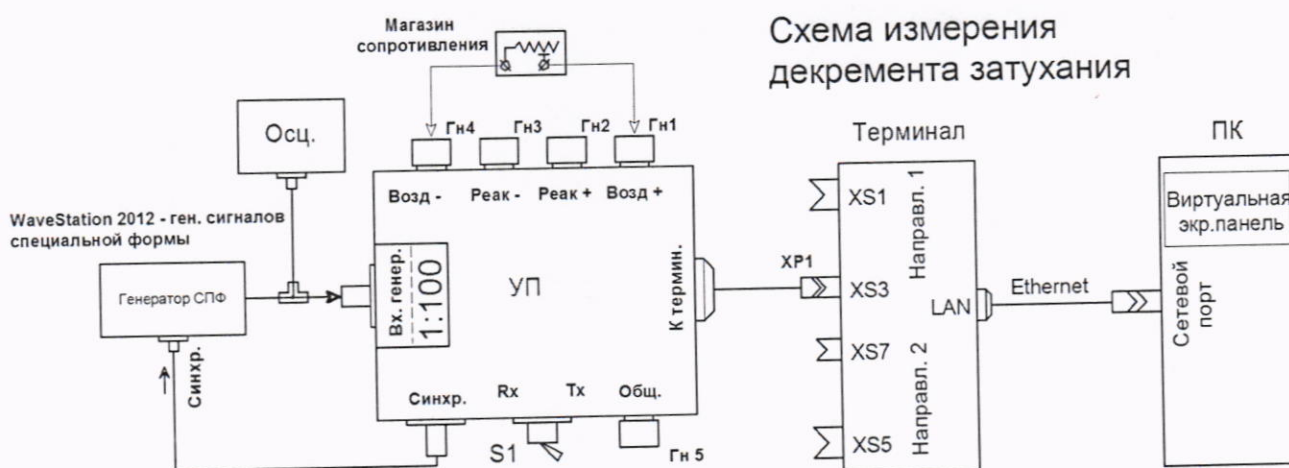 Схема измерения
декремента затухания
Магазин
сопротивления
Осц.
Гн4
Гн3
Гн2
Гн1
Возд -
Реак -
Реак +
Возд +
WaveStation 2012 - ген. сигналов
специальной формы
Генератор СПФ
Синхр.
Вх. генер.
1:100
УП
К термин.
Синхр.
Rx
Tx
Общ.
S1
Гн 5
XP1
Терминал
XS1
XS3
XS7
XS5
Направл. 1
Направл. 2
LAN
Ethernet
ПК
Виртуальная
экр.панель
Сетевой
порт